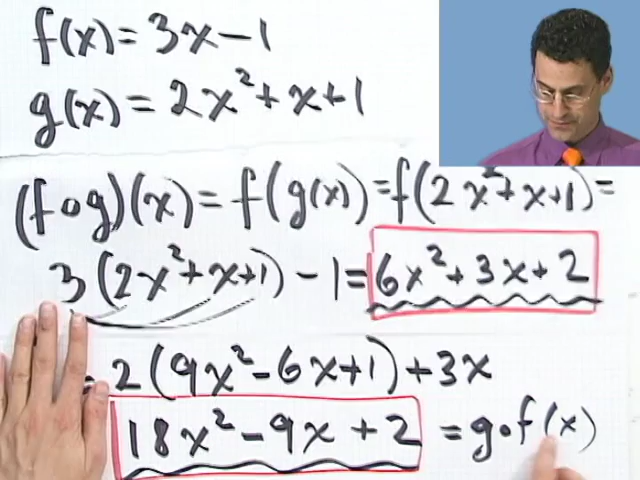 f(x) = 3x - 1
g(x) = 2x² + x + 1
(f∘g)(x) = f(g(x)) = f(2x² + x + 1) =
3(2x² + x + 1) - 1 = 6x² + 3x + 2
= 2(9x² - 6x + 1) + 3x
18x² - 9x + 2 = g∘f(x)